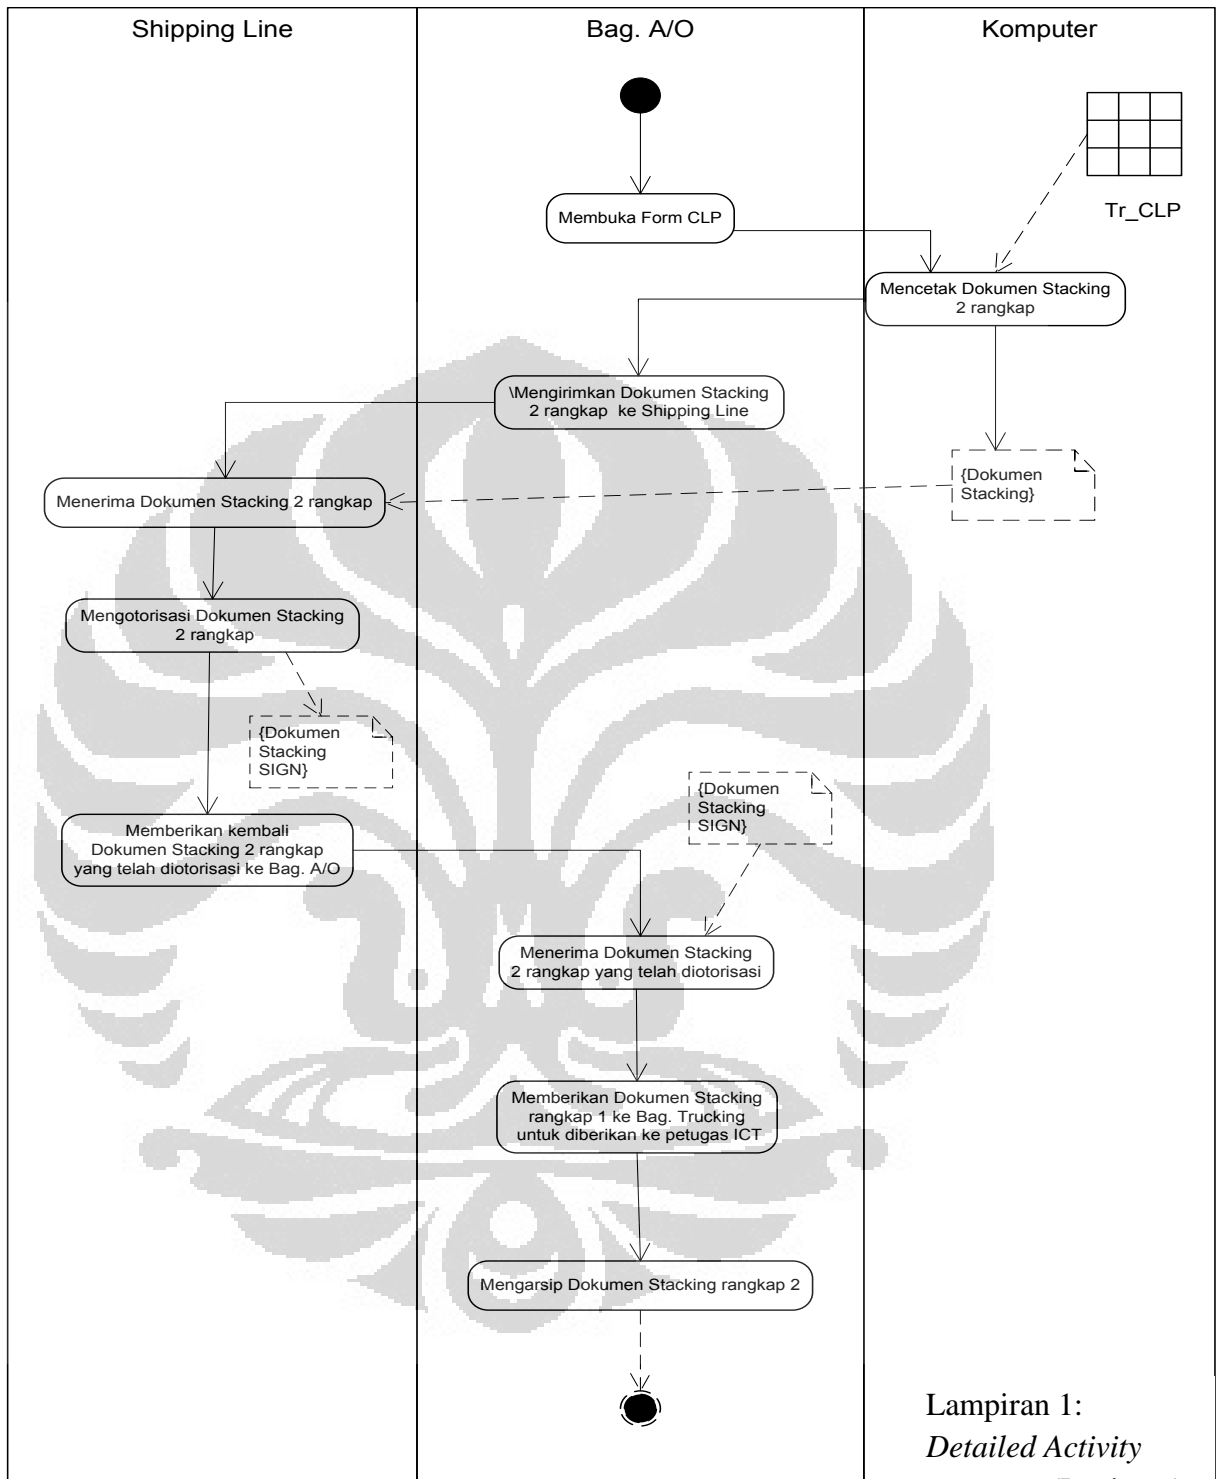 Shipping Line
Bag. A/O
Komputer
Tr_CLP
Membuka Form CLP
Mencetak Dokumen Stacking
2 rangkap
\Mengirimkan Dokumen Stacking
2 rangkap ke Shipping Line
{Dokumen
Stacking}
Menerima Dokumen Stacking 2 rangkap
Mengotorisasi Dokumen Stacking
2 rangkap
{Dokumen
Stacking
SIGN}
{Dokumen
Stacking
SIGN}
Memberikan kembali
Dokumen Stacking 2 rangkap
yang telah diotorisasi ke Bag. A/O
Menerima Dokumen Stacking
2 rangkap yang telah diotorisasi
Memberikan Dokumen Stacking
rangkap 1 ke Bag. Trucking
untuk diberikan ke petugas ICT
Mengarsip Dokumen Stacking rangkap 2
Lampiran 1:
Detailed Activity